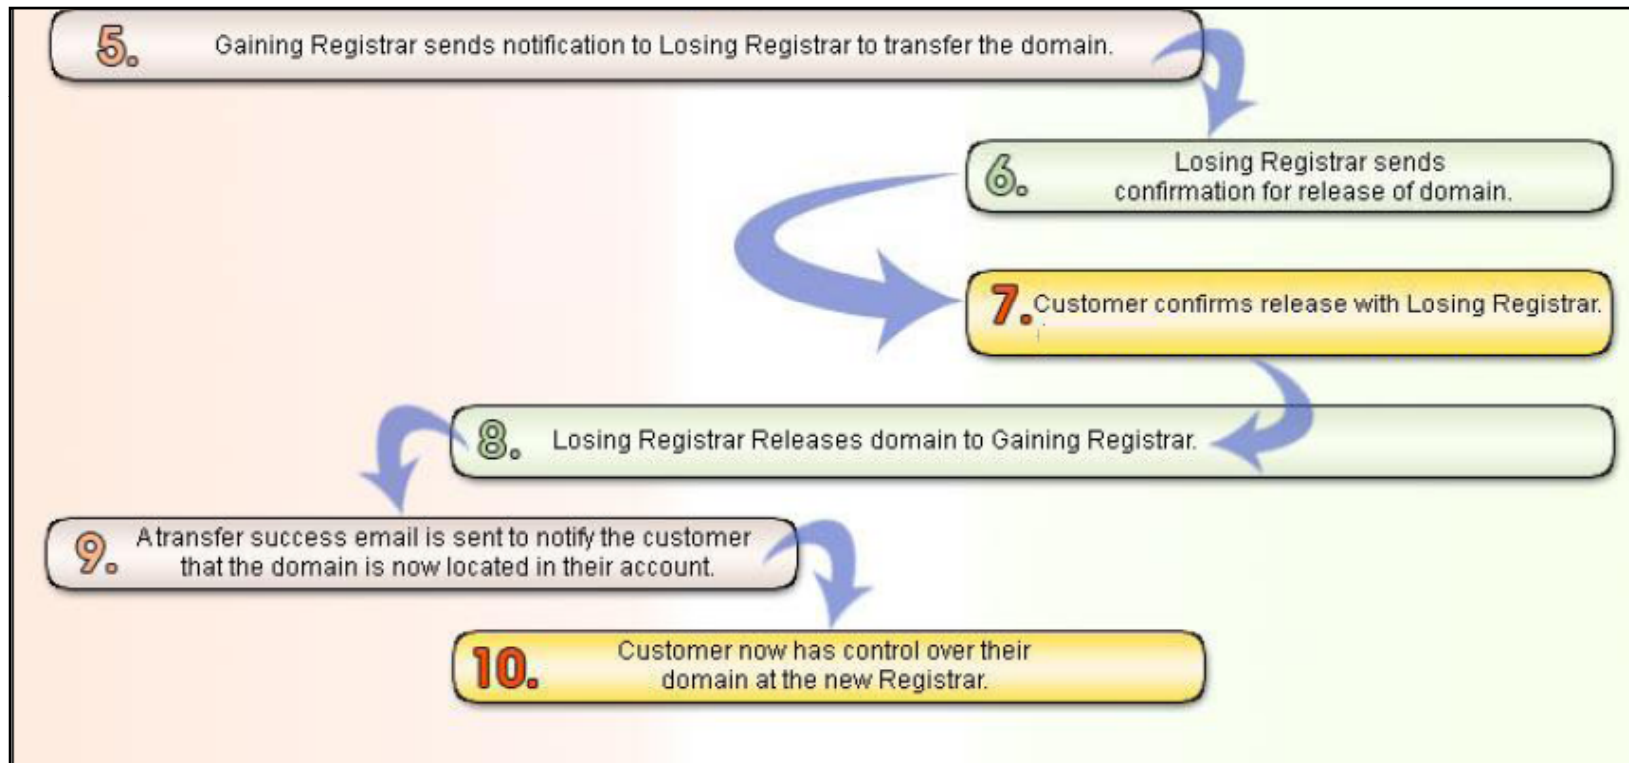 5. Gaining Registrar sends notification to Losing Registrar to transfer the domain.
6. Losing Registrar sends
confirmation for release of domain.
7. Customer confirms release with Losing Registrar.
8. Losing Registrar Releases domain to Gaining Registrar.
9. A transfer success email is sent to notify the customer
that the domain is now located in their account.
10. Customer now has control over their
domain at the new Registrar.